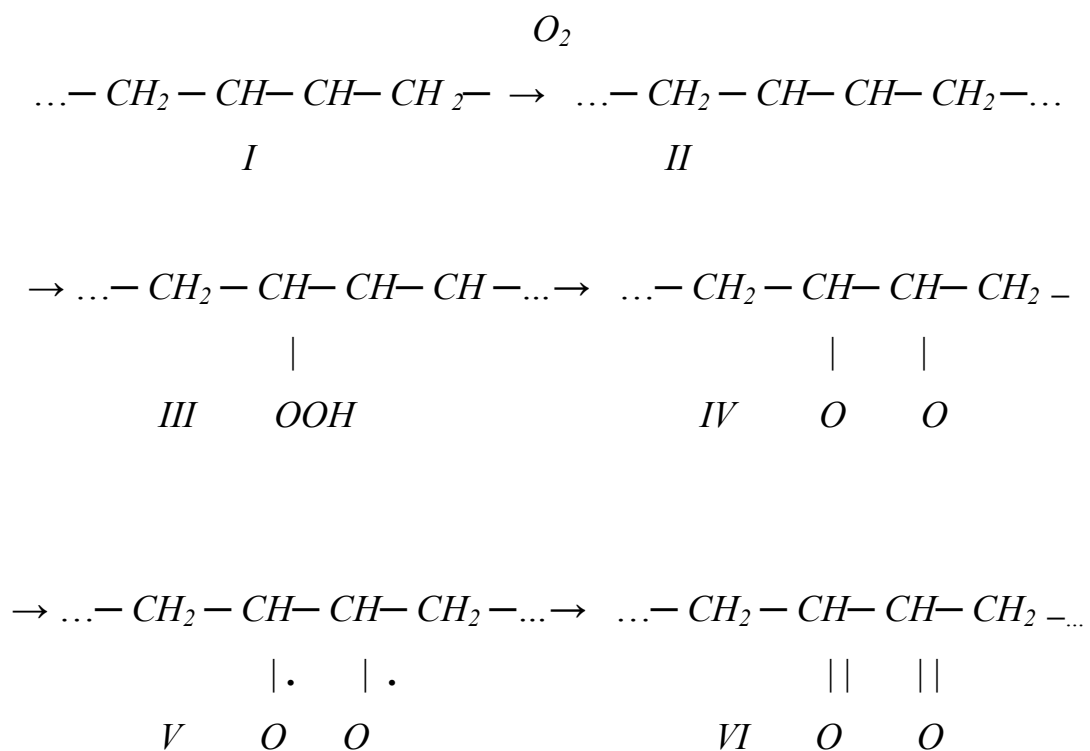 O₂
...— CH₂ — CH— CH— CH ₂— → ...— CH₂ — CH— CH— CH₂ —...
I II
→ ...— CH₂ — CH— CH— CH —...→ ...— CH₂ — CH— CH— CH₂ –
| | |
III OOH IV O O
→ ...— CH₂ — CH— CH— CH₂ —...→ ...— CH₂ — CH— CH— CH₂ –...
|. | . || ||
V O O VI O O